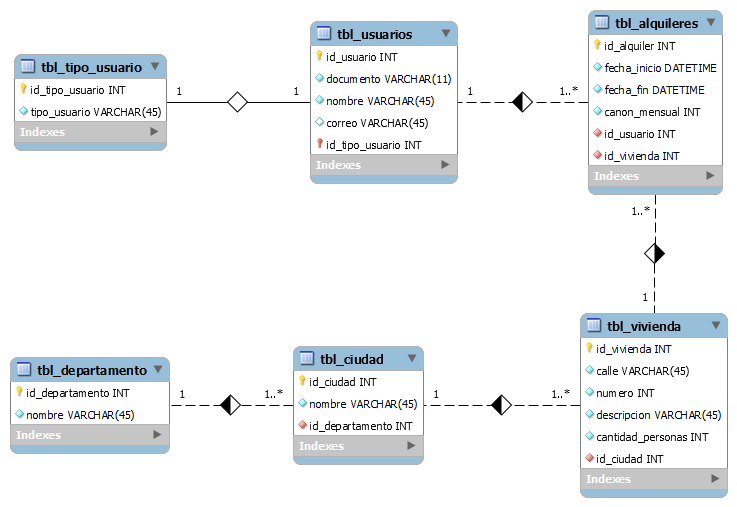 tbl_tipo_usuario
id_tipo_usuario INT
tipo_usuario VARCHAR(45)
Indexes
1
1
tbl_usuarios
id_usuario INT
documento VARCHAR(11)
nombre VARCHAR(45)
correo VARCHAR(45)
id_tipo_usuario INT
Indexes
1
1..*
tbl_alquileres
id_alquiler INT
fecha_inicio DATETIME
fecha_fin DATETIME
canon_mensual INT
id_usuario INT
id_vivienda INT
Indexes
1..*
1
tbl_departamento
id_departamento INT
nombre VARCHAR(45)
Indexes
1
1..*
tbl_ciudad
id_ciudad INT
nombre VARCHAR(45)
id_departamento INT
Indexes
1
1..*
tbl_vivienda
id_vivienda INT
calle VARCHAR(45)
numero INT
descripcion VARCHAR(45)
cantidad_personas INT
id_ciudad INT
Indexes